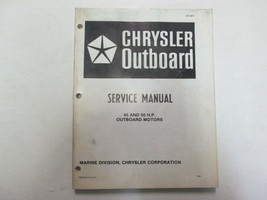 CHRYSLER
Outboard
SERVICE MANUAL
45 AND 55 H.P.
OUTBOARD MOTORS
MARINE DIVISION, CHRYSLER CORPORATION